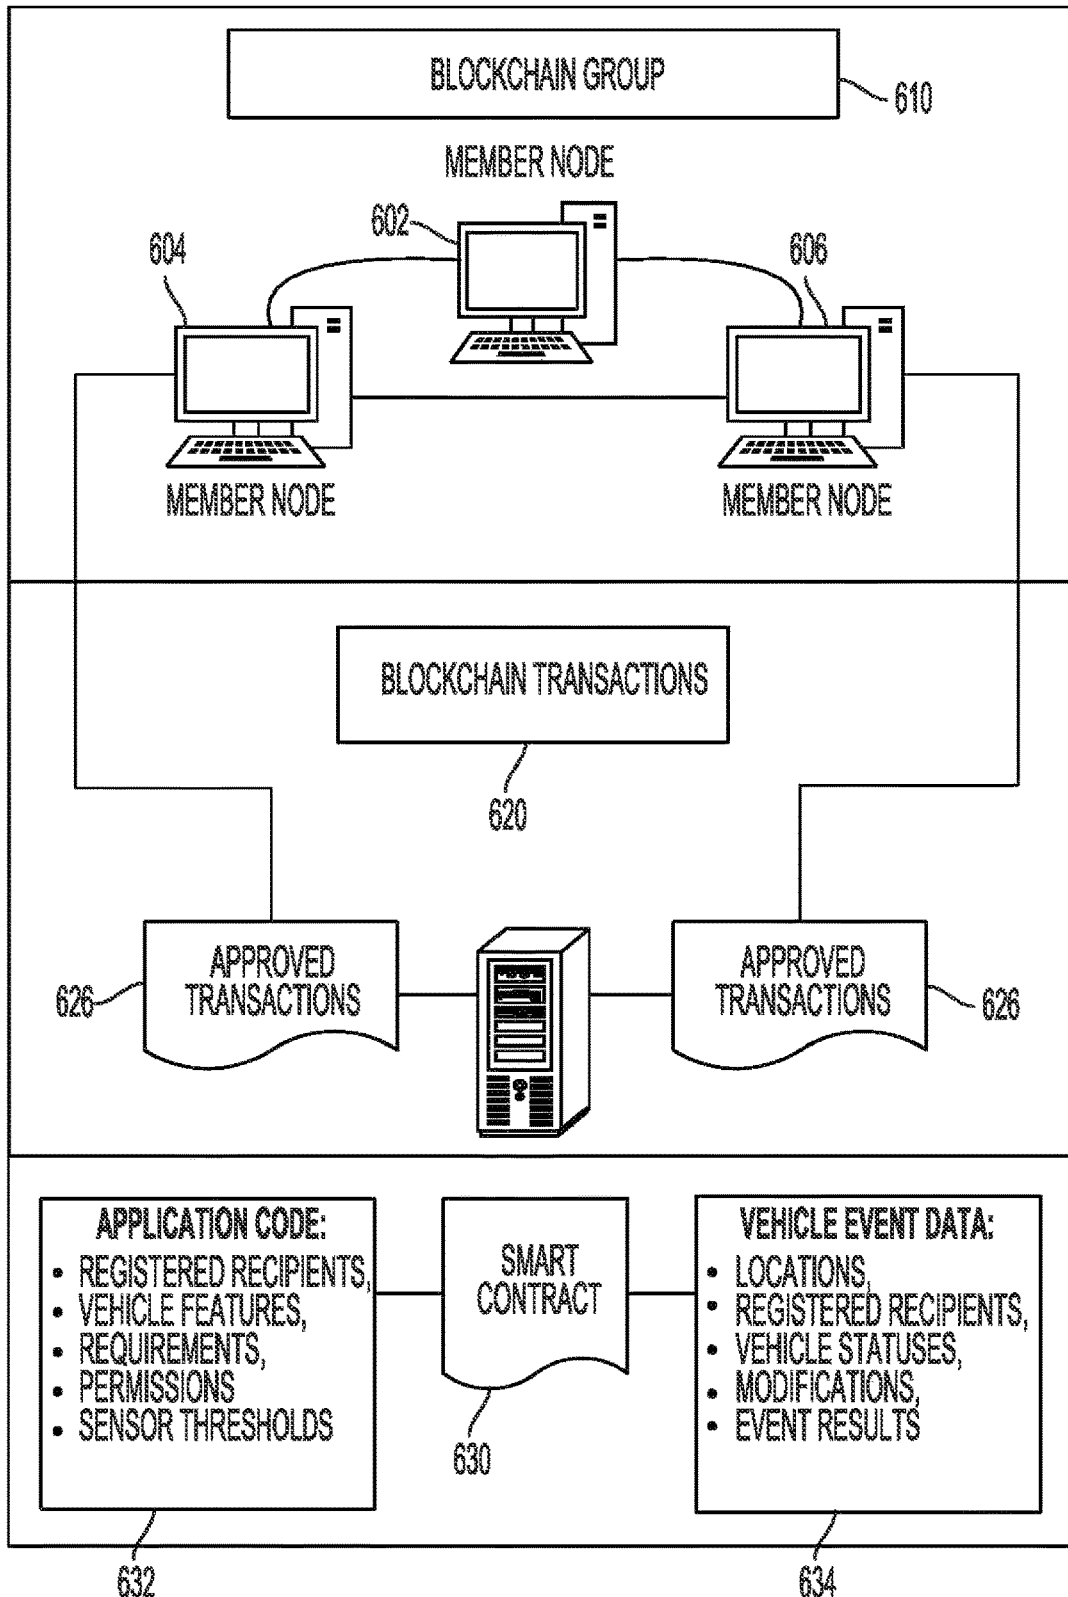 BLOCKCHAIN GROUP
610
MEMBER NODE
602
604
606
MEMBER NODE
MEMBER NODE
BLOCKCHAIN TRANSACTIONS
620
APPROVED
TRANSACTIONS
626
APPROVED
TRANSACTIONS
626
APPLICATION CODE:
• REGISTERED RECIPIENTS,
• VEHICLE FEATURES,
• REQUIREMENTS,
• PERMISSIONS
• SENSOR THRESHOLDS
632
SMART
CONTRACT
630
VEHICLE EVENT DATA:
• LOCATIONS,
• REGISTERED RECIPIENTS,
• VEHICLE STATUSES,
• MODIFICATIONS,
• EVENT RESULTS
634